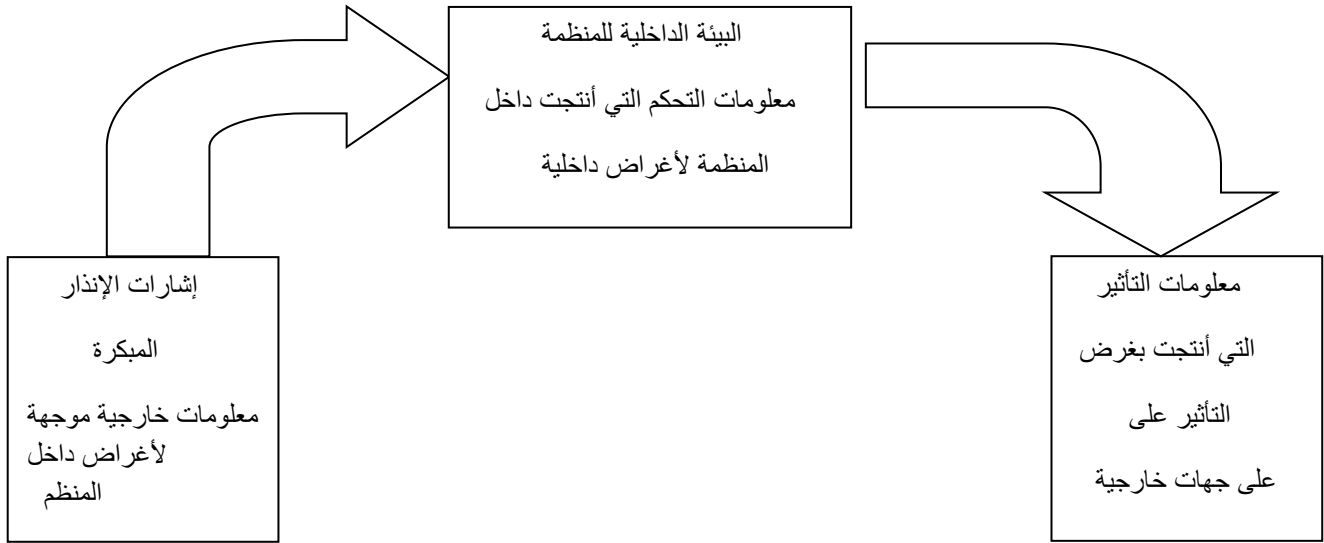 البيئة الداخلية للمنظمة
معلومات التحكم التي أنتجت داخل
المنظمة لأغراض داخلية
إشارات الإنذار
المبكرة
معلومات خارجية موجهة
لأغراض داخل
المنظم
معلومات التأثير
التي أنتجت بغرض
التأثير على
على جهات خارجية